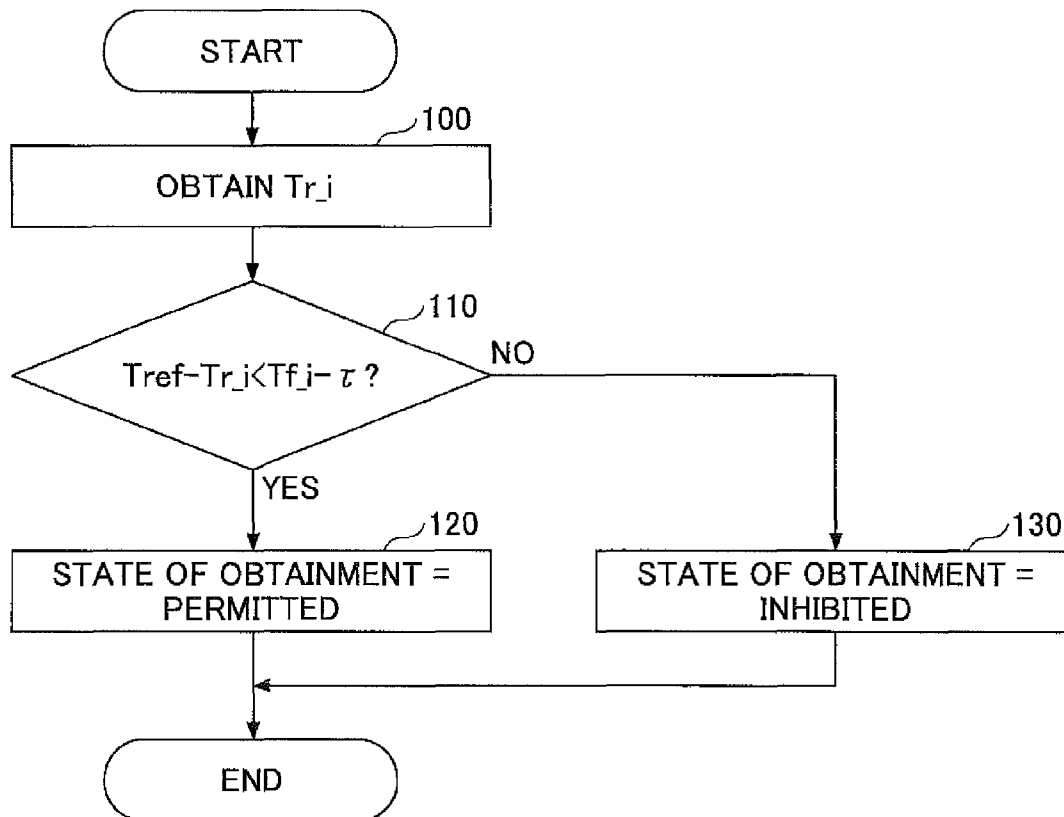 START
100
OBTAIN Tr_i
110
Tref-Tr_i<Tf_i-τ?
NO
YES
120
STATE OF OBTAINMENT =
PERMITTED
130
STATE OF OBTAINMENT =
INHIBITED
END